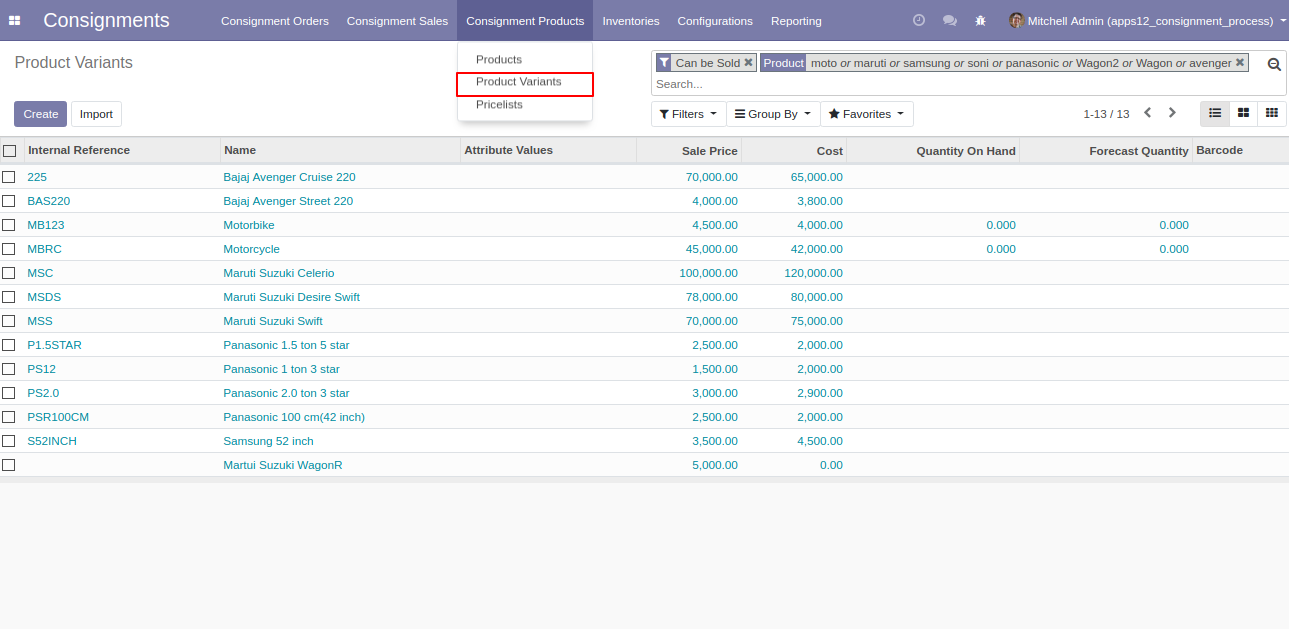 Consignments Consignment Orders Consignment Sales Consignment Products Inventories Configurations Reporting Mitchell Admin (apps12_consignment_process)
Product Variants
Products
Product Variants
Pricelists
Can be Sold Product moto or maruti or samsung or soni or panasonic or Wagon2 or Wagon or avenger
Search...
Create Import
Filters Group By Favorites 1-13 / 13
Internal Reference Name Attribute Values Sale Price Cost Quantity On Hand Forecast Quantity Barcode
225 Bajaj Avenger Cruise 220 70,000.00 65,000.00
BAS220 Bajaj Avenger Street 220 4,000.00 3,800.00
MB123 Motorbike 4,500.00 4,000.00 0.000 0.000
MBRC Motorcycle 45,000.00 42,000.00 0.000 0.000
MSC Maruti Suzuki Celerio 100,000.00 120,000.00
MSDS Maruti Suzuki Desire Swift 78,000.00 80,000.00
MSS Maruti Suzuki Swift 70,000.00 75,000.00
P1.5STAR Panasonic 1.5 ton 5 star 2,500.00 2,000.00
PS12 Panasonic 1 ton 3 star 1,500.00 2,000.00
PS2.0 Panasonic 2.0 ton 3 star 3,000.00 2,900.00
PSR100CM Panasonic 100 cm(42 inch) 2,500.00 2,000.00
S52INCH Samsung 52 inch 3,500.00 4,500.00
Martui Suzuki WagonR 5,000.00 0.00